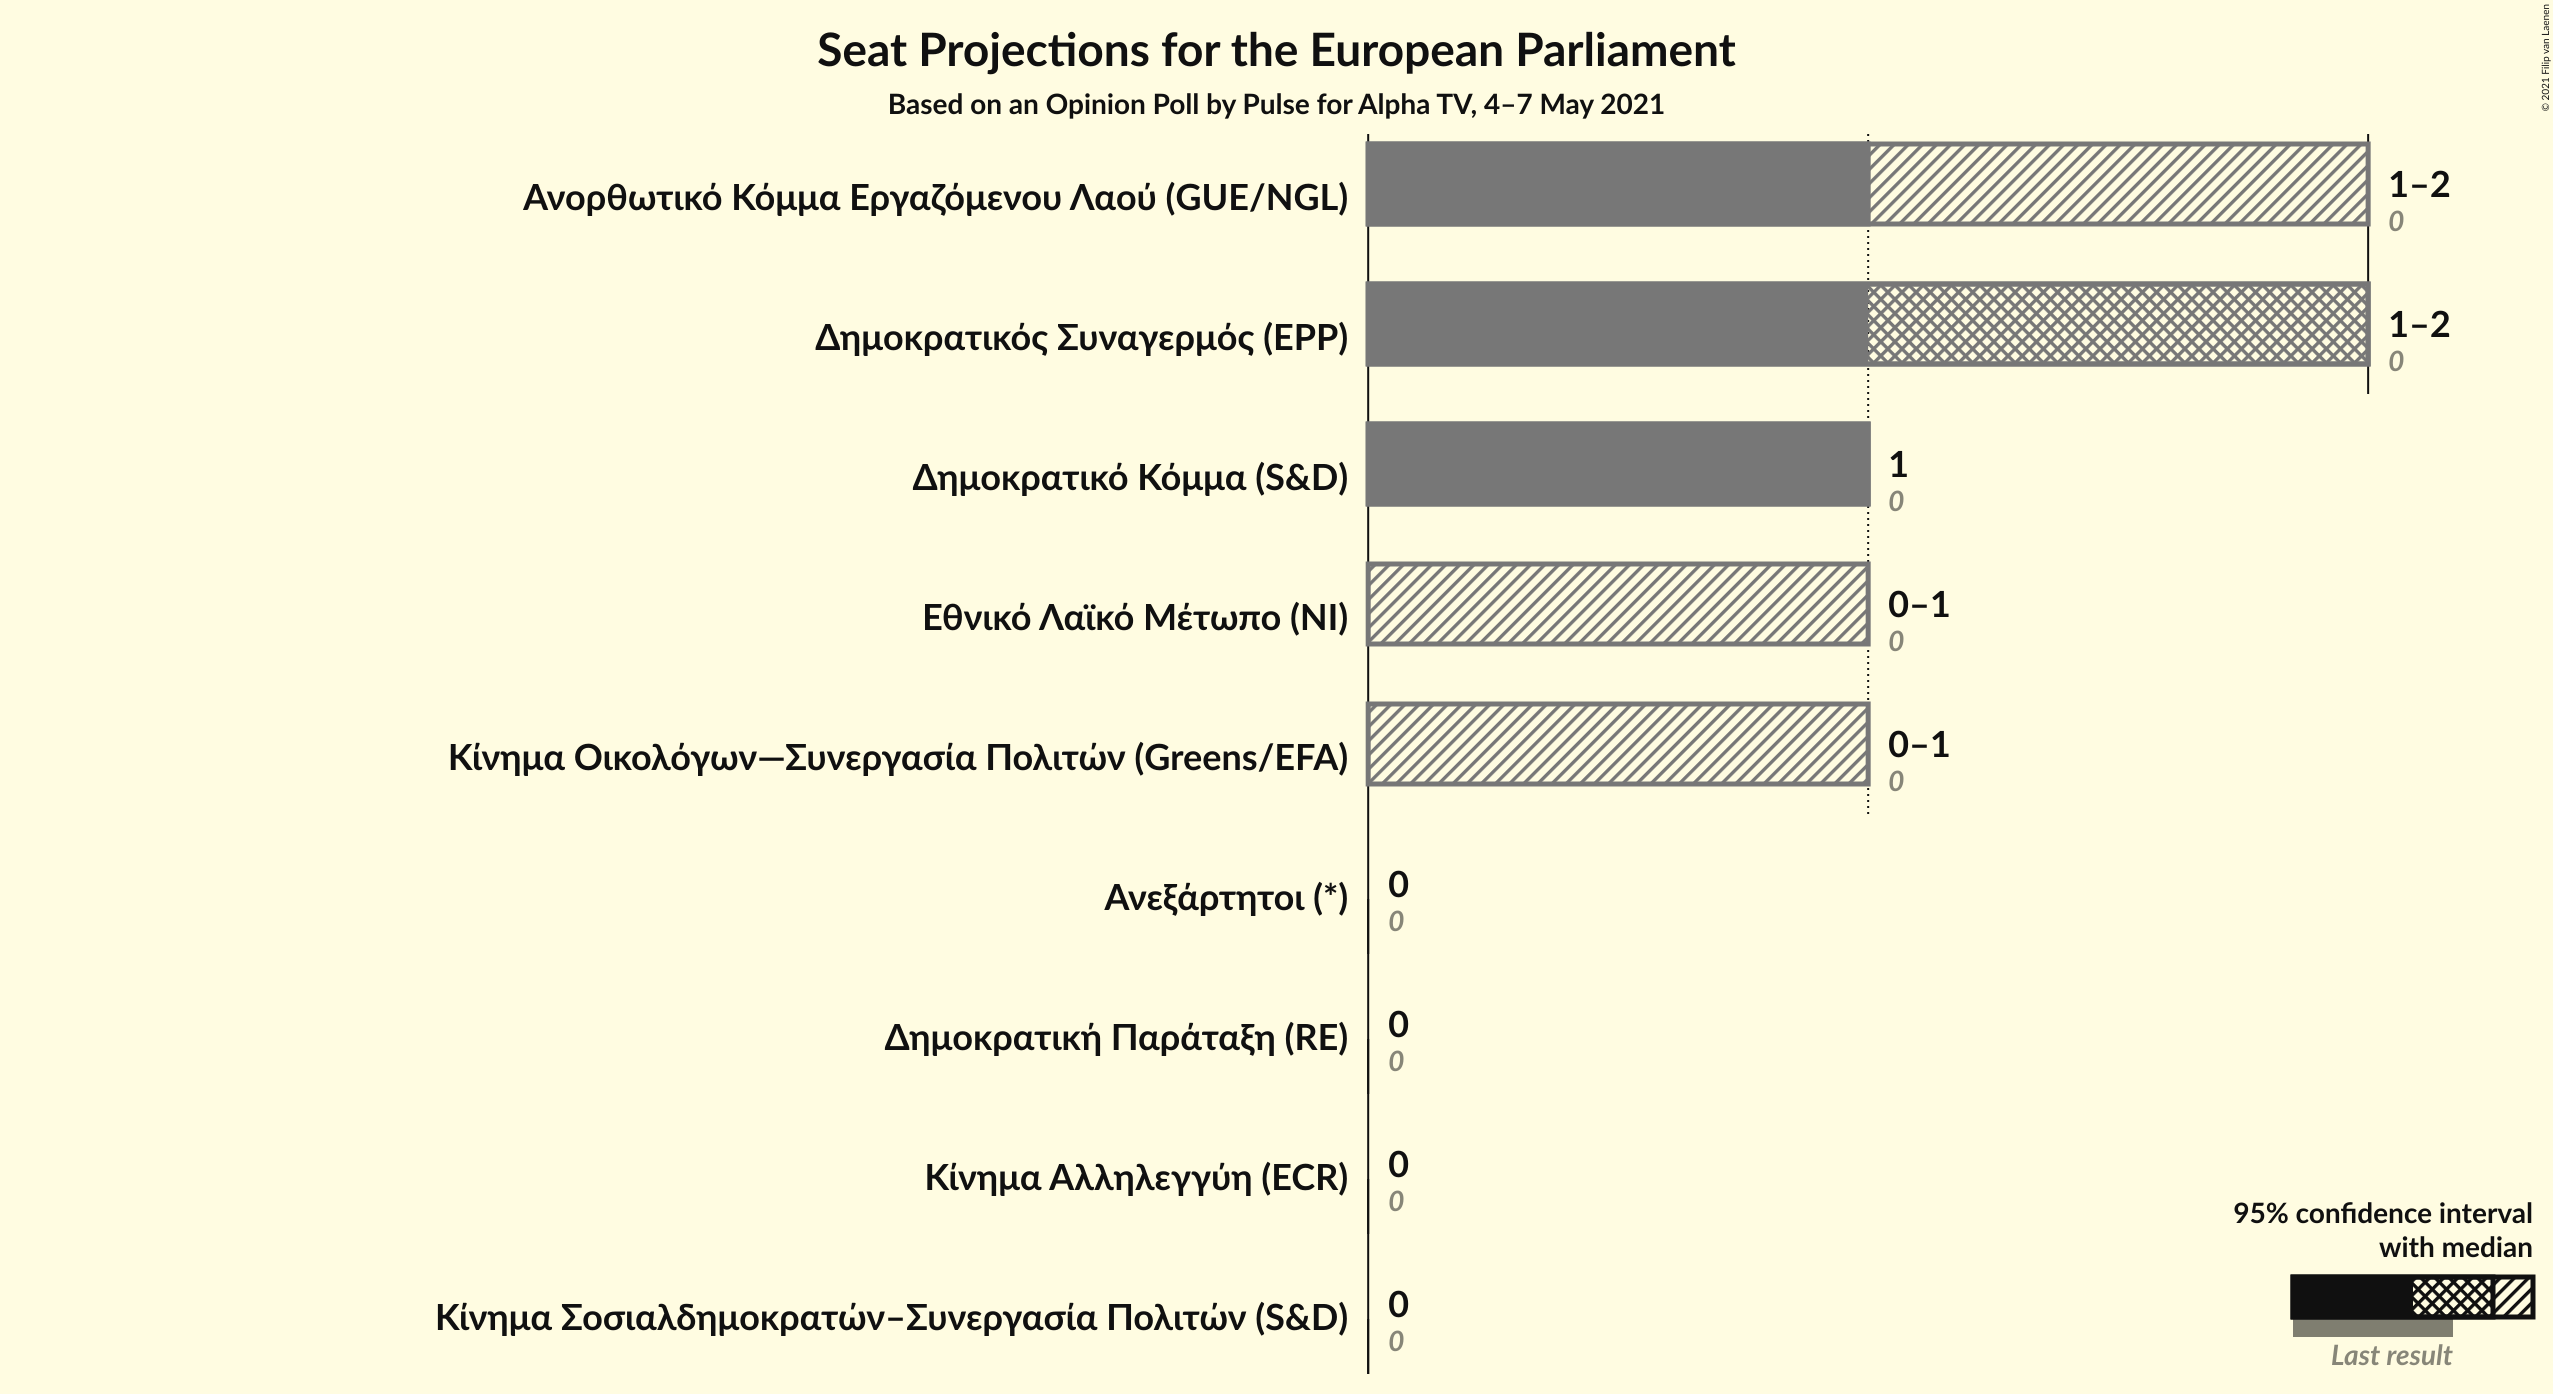 Seat Projections for the European Parliament
Based on an Opinion Poll by Pulse for Alpha TV, 4–7 May 2021
© 2021 Filip van Laenen
Ανορθωτικό Κόμμα Εργαζόμενου Λαού (GUE/NGL)
1–2
0
Δημοκρατικός Συναγερμός (EPP)
1–2
0
Δημοκρατικό Κόμμα (S&D)
1
0
Εθνικό Λαϊκό Μέτωπο (NI)
0–1
0
Κίνημα Οικολόγων—Συνεργασία Πολιτών (Greens/EFA)
0–1
0
Ανεξάρτητοι (*)
0
0
Δημοκρατική Παράταξη (RE)
0
0
Κίνημα Αλληλεγγύη (ECR)
0
0
Κίνημα Σοσιαλδημοκρατών–Συνεργασία Πολιτών (S&D)
0
0
95% confidence interval
with median
Last result